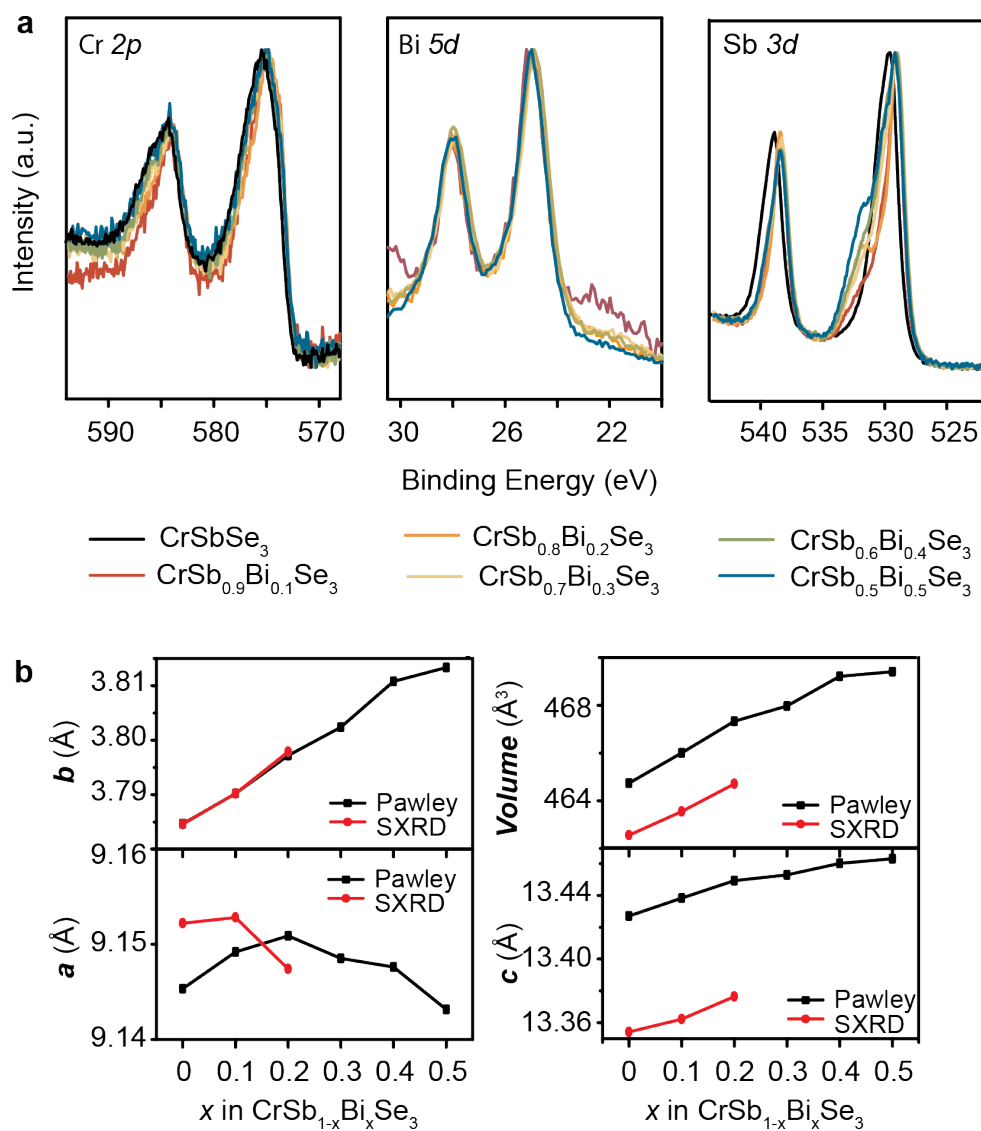 a
Cr 2p
Bi 5d
Sb 3d
Intensity (a.u.)
590 580 570
30 26 22
540 535 530 525
Binding Energy (eV)
CrSbSe3
CrSb0.8Bi0.2Se3
CrSb0.6Bi0.4Se3
CrSb0.9Bi0.1Se3
CrSb0.7Bi0.3Se3
CrSb0.5Bi0.5Se3
b
b (Å)
3.81
3.80
3.79
Pawley
SXRD
a (Å)
9.16
9.15
9.14
Pawley
SXRD
0 0.1 0.2 0.3 0.4 0.5
x in CrSb1-xBixSe3
Volume (Å3)
468
464
Pawley
SXRD
c (Å)
13.44
13.40
13.36
Pawley
SXRD
0 0.1 0.2 0.3 0.4 0.5
x in CrSb1-xBixSe3